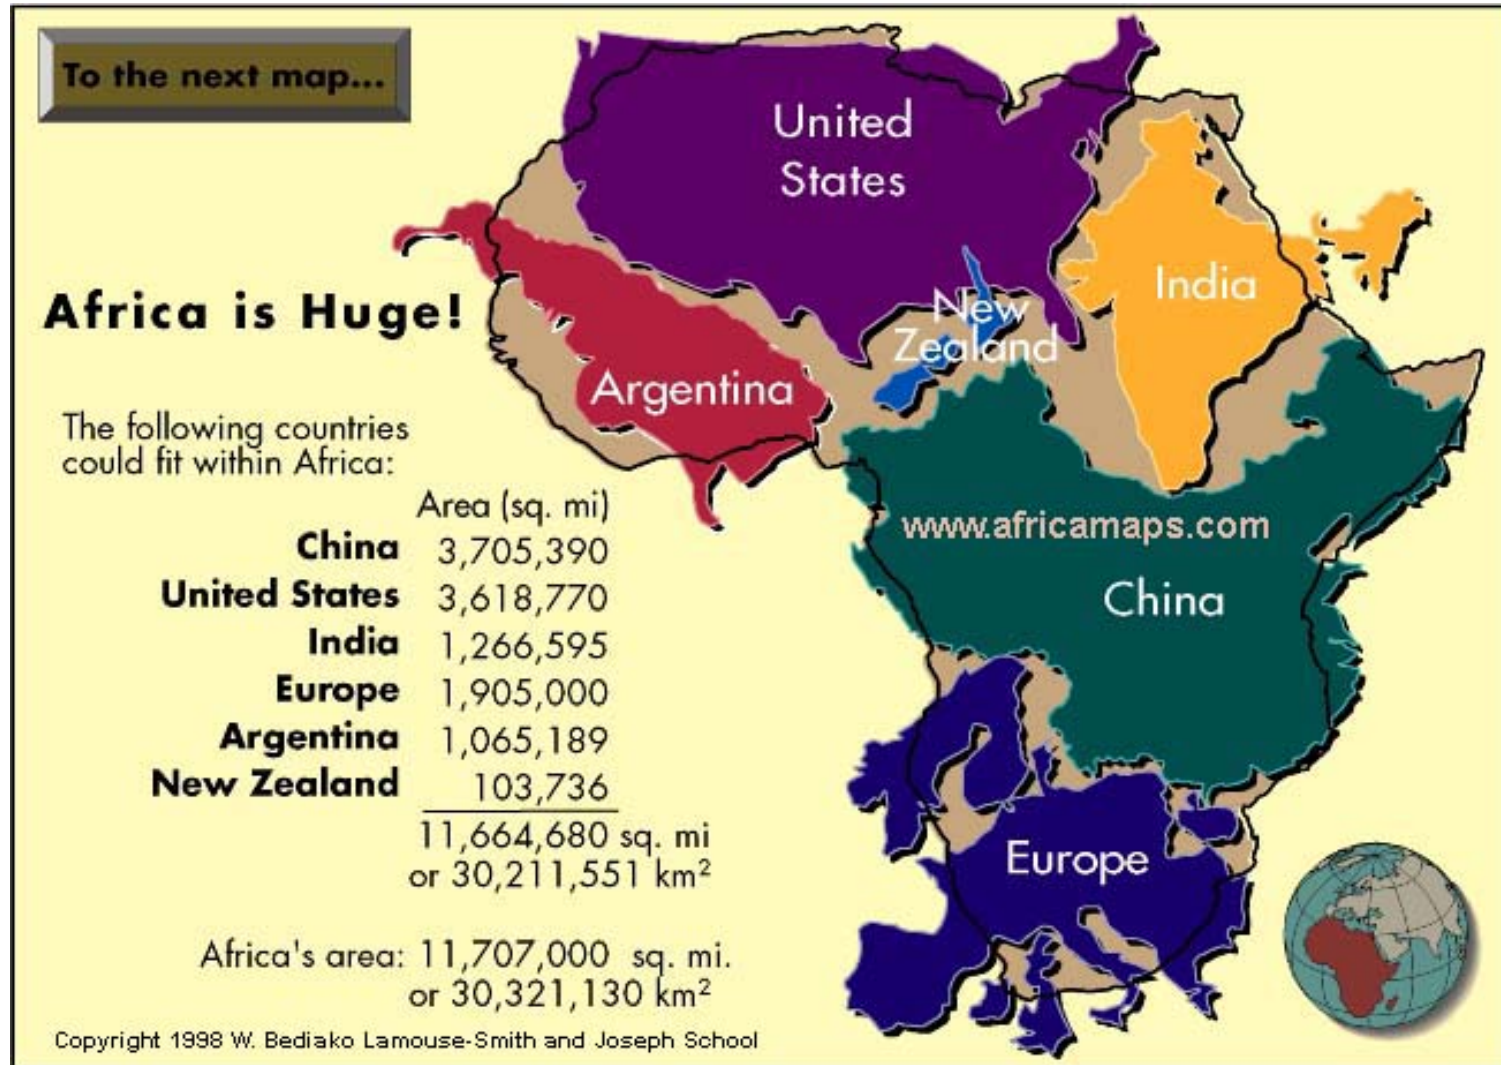 To the next map...
United
States
India
New
Zealand
Africa is Huge!
Argentina
The following countries
could fit within Africa:
Area (sq. mi)
China 3,705,390
United States 3,618,770
India 1,266,595
Europe 1,905,000
Argentina 1,065,189
New Zealand 103,736
11,664,680 sq. mi
or 30,211,551 km²
www.africamaps.com
China
Europe
Africa's area: 11,707,000 sq. mi.
or 30,321,130 km²
Copyright 1998 W. Bediako Lamouse-Smith and Joseph School